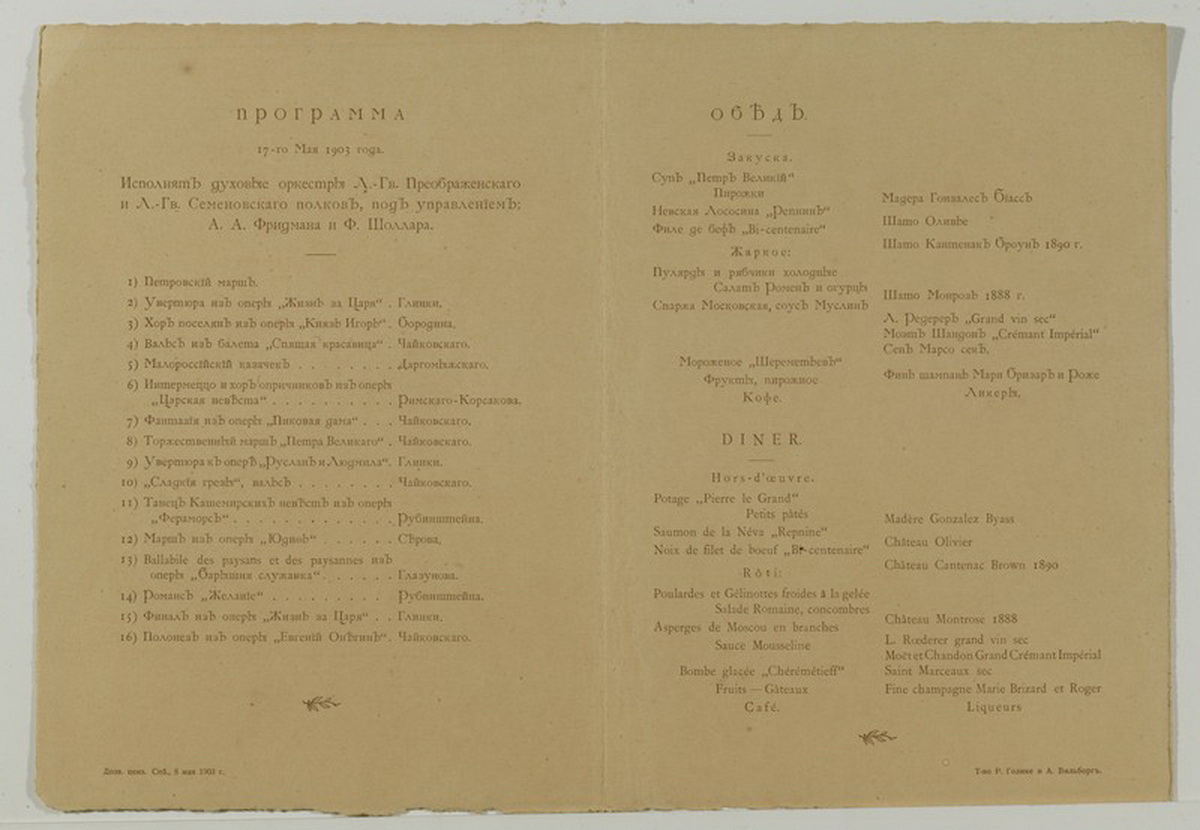 ПРОГРАММА
17-го Мая 1903 года.
Исполнятъ духовые оркестры Л.-Гв. Преображенскаго
и Л.-Гв. Семеновскаго полковъ, подъ управленіемъ:
А. А. Фридмана и Ф. Шоллара.
1) Петровскій маршъ.
2) Увертюра изъ оперы „Жизнь за Царя“ . Глинки.
3) Хоръ поселянъ изъ оперы „Князь Игорь“ . Бородина.
4) Вальсъ изъ балета „Спящая красавица“ . Чайковскаго.
5) Малороссійскій казачекъ . . . . . . . . Даргомыжскаго.
6) Интермеццо и хоръ опричниковъ изъ оперы
„Царская невѣста“ . . . . . . . . . . Римскаго-Корсакова.
7) Фантазія изъ оперы „Пиковая дама“ . . . Чайковскаго.
8) Торжественный маршъ „Петра Великаго“ . Чайковскаго.
9) Увертюра къ оперѣ „Русланъ и Людмила“. Глинки.
10) „Сладкія грезы“, вальсъ . . . . . . . . Чайковскаго.
11) Танецъ Кашемирскихъ невѣстъ изъ оперы
„Фераморсъ“ . . . . . . . . . . . . . Рубинштейна.
12) Маршъ изъ оперы „Юдиѳь“ . . . . . . Сѣрова.
13) Ballabile des paysans et des paysannes изъ
оперы „Барышня служанка“ . . . . . . Глазунова.
14) Романсъ „Желаніе“ . . . . . . . . . Рубинштейна.
15) Финалъ изъ оперы „Жизнь за Царя“ . . Глинки.
16) Полонезъ изъ оперы „Евгеній Онѣгинъ“. Чайковскаго.
Дозв. ценз. Спб., 8 мая 1903 г.
ОБѢДЪ.
Закуска.
Супъ „Петръ Великій“
Пирожки
Мадера Гонзалесъ Біассъ
Невская Лососина „Репнинъ“
Шато Оливье
Филе де бефъ „Bi-centenaire“
Шато Кантенакъ Броунъ 1890 г.
Жаркое:
Пулярды и рябчики холодные
Салатъ Роменъ и огурцы
Шато Монрозъ 1888 г.
Спаржа Московская, соусъ Муслинъ
Л. Редереръ „Grand vin sec“
Моэтъ Шандонъ „Crémant Impérial“
Сенъ Марсо секъ.
Мороженое „Шереметьевъ“
Финь шампань Мари Бризаръ и Роже
Фрукты, пирожное
Ликеры.
Кофе.
DINER.
Hors-d'œuvre.
Potage „Pierre le Grand“
Petits pâtés
Madère Gonzalez Byass
Saumon de la Néva „Repnine“
Château Olivier
Noix de filet de boeuf „Bi-centenaire“
Château Cantenac Brown 1890
Rôti:
Poulardes et Gélinottes froides à la gelée
Salade Romaine, concombres
Château Montrose 1888
Asperges de Moscou en branches
L. Rœderer grand vin sec
Sauce Mousseline
Moët et Chandon Grand Crémant Impérial
Bombe glacée „Chérémétieff“
Saint Marceaux sec
Fruits — Gâteaux
Fine champagne Marie Brizard et Roger
Café.
Liqueurs
Т-во Р. Голике и А. Вильборгъ.